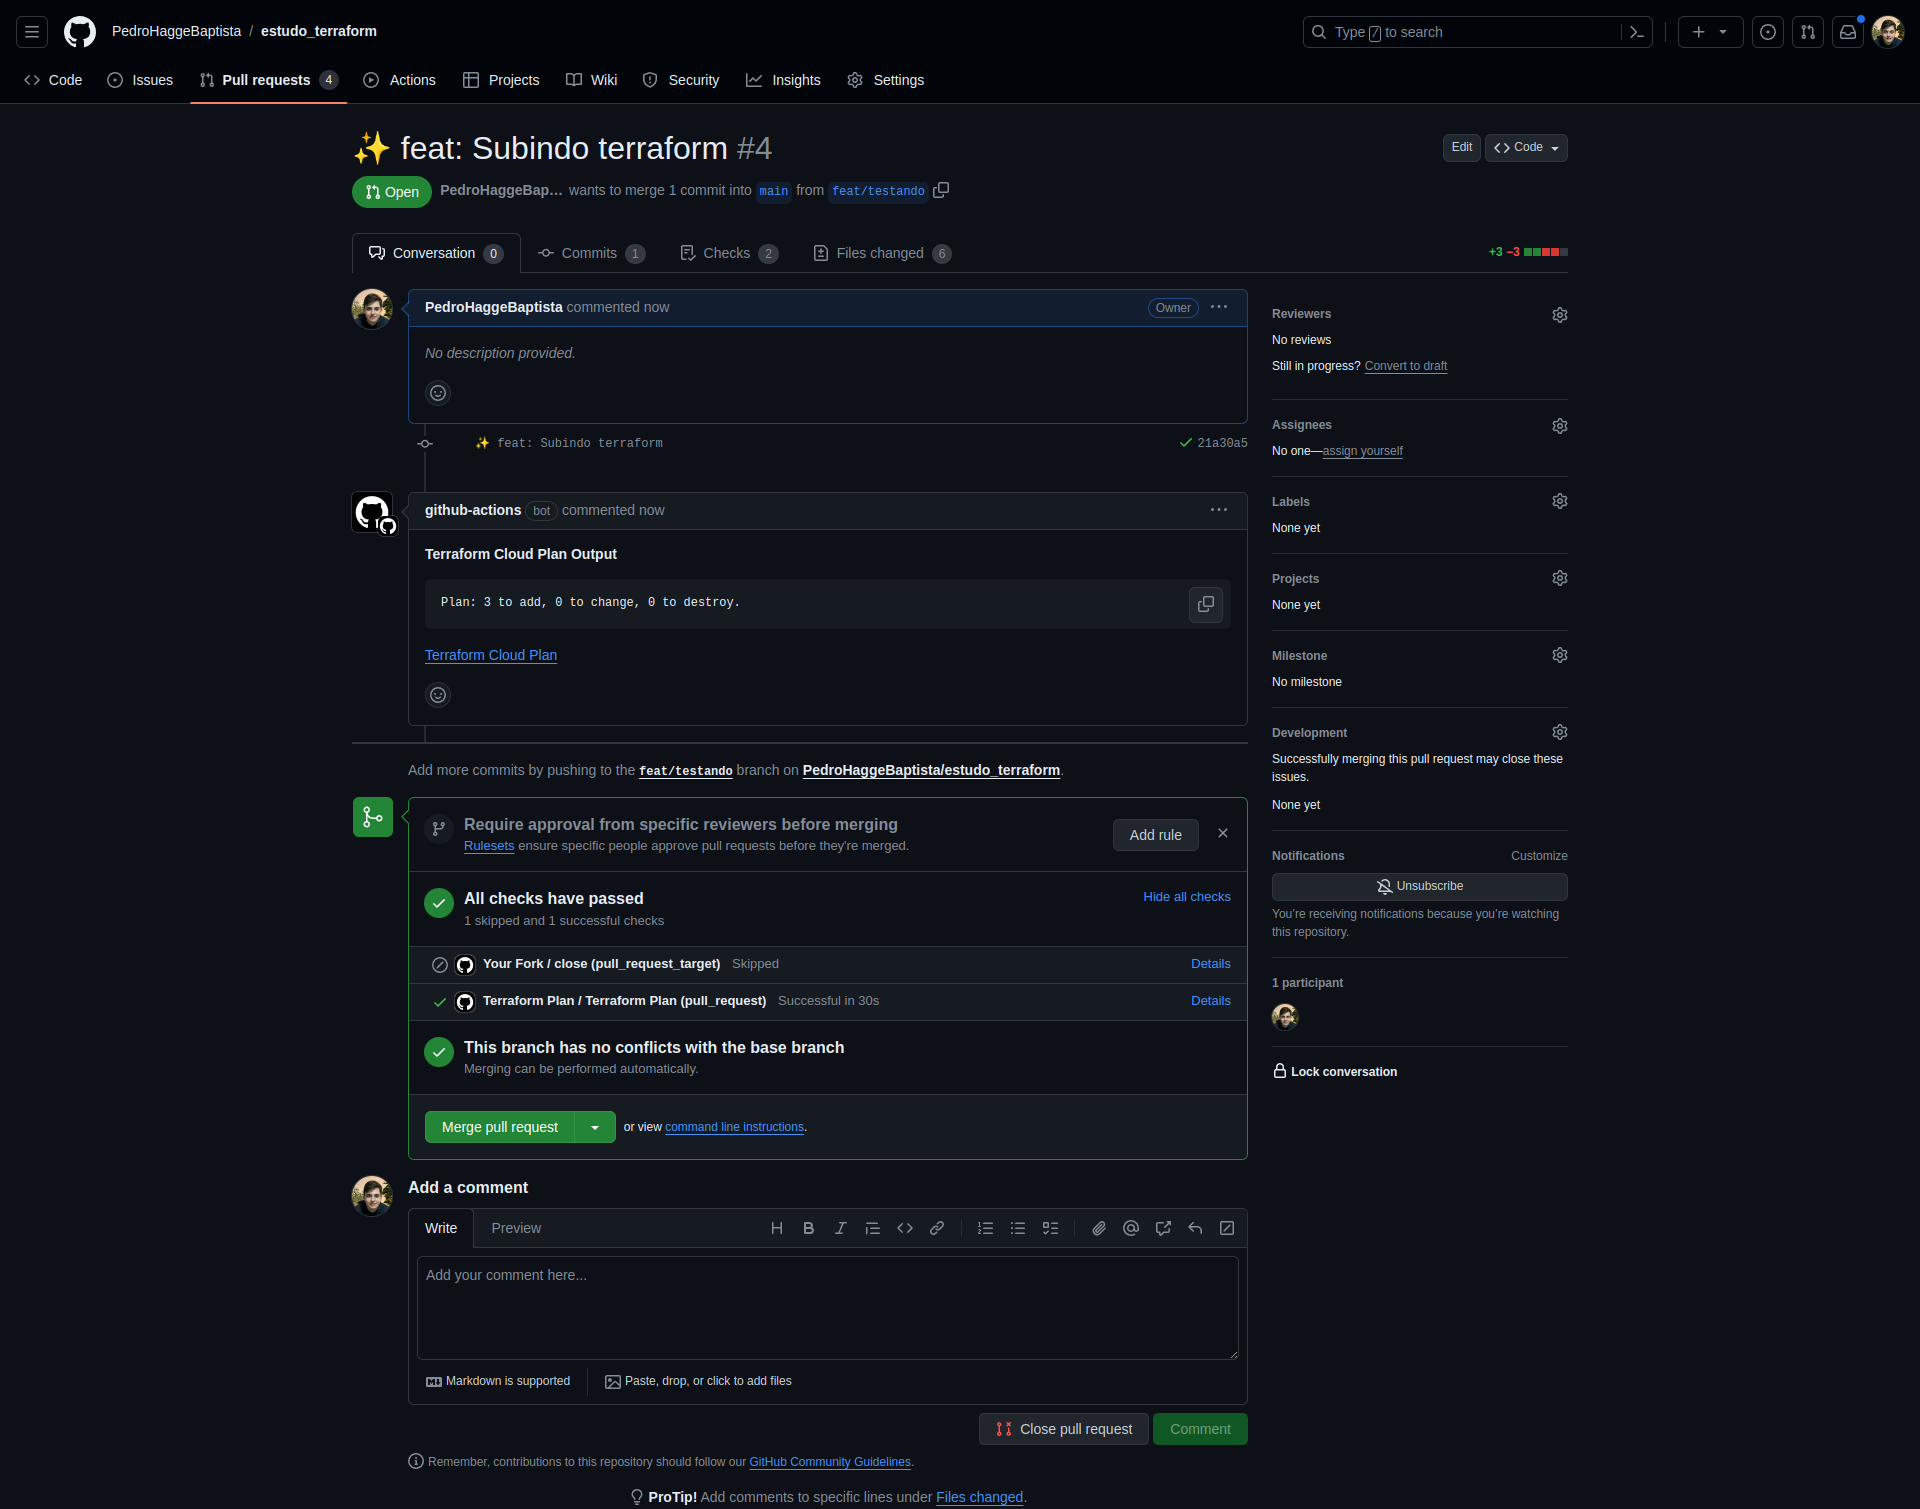 PedroHaggeBaptista / estudo_terraform
Type / to search
Code Issues Pull requests 4 Actions Projects Wiki Security Insights Settings
✨ feat: Subindo terraform #4
Edit Code
Open PedroHaggeBap… wants to merge 1 commit into main from feat/testando
Conversation 0 Commits 1 Checks 2 Files changed 6 +3 −3
PedroHaggeBaptista commented now Owner
No description provided.
✨ feat: Subindo terraform 21a30a5
github-actions bot commented now
Terraform Cloud Plan Output
Plan: 3 to add, 0 to change, 0 to destroy.
Terraform Cloud Plan
Add more commits by pushing to the feat/testando branch on PedroHaggeBaptista/estudo_terraform.
Require approval from specific reviewers before merging
Rulesets ensure specific people approve pull requests before they're merged.
Add rule
All checks have passed
Hide all checks
1 skipped and 1 successful checks
Your Fork / close (pull_request_target) Skipped Details
Terraform Plan / Terraform Plan (pull_request) Successful in 30s Details
This branch has no conflicts with the base branch
Merging can be performed automatically.
Merge pull request or view command line instructions.
Add a comment
Write Preview
Add your comment here...
Markdown is supported Paste, drop, or click to add files
Close pull request Comment
Remember, contributions to this repository should follow our GitHub Community Guidelines.
ProTip! Add comments to specific lines under Files changed.
Reviewers
No reviews
Still in progress? Convert to draft
Assignees
No one—assign yourself
Labels
None yet
Projects
None yet
Milestone
No milestone
Development
Successfully merging this pull request may close these
issues.
None yet
Notifications Customize
Unsubscribe
You're receiving notifications because you're watching
this repository.
1 participant
Lock conversation